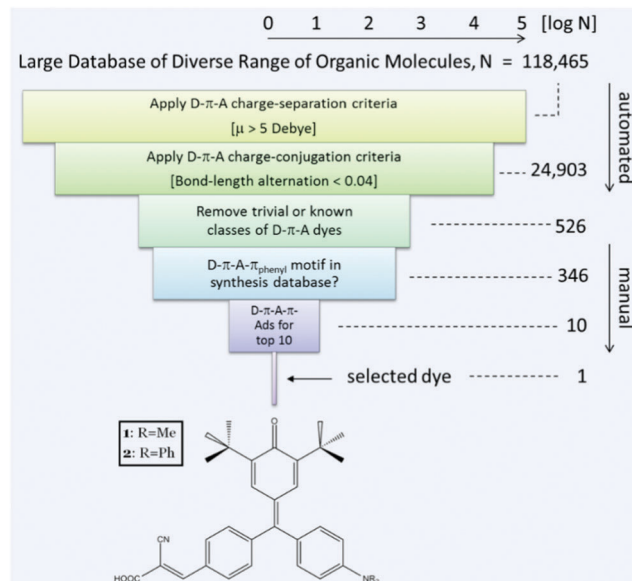 0 1 2 3 4 5 [log N]
Large Database of Diverse Range of Organic Molecules, N = 118,465
Apply D-π-A charge-separation criteria
[μ > 5 Debye]
automated
Apply D-π-A charge-conjugation criteria
[Bond-length alternation < 0.04]
24,903
Remove trivial or known
classes of D-π-A dyes
526
D-π-A-πphenyl motif in
synthesis database?
346
manual
D-π-A-π-
Ads for
top 10
10
selected dye
1
1: R=Me
2: R=Ph
O
CN
HOOC
NR2